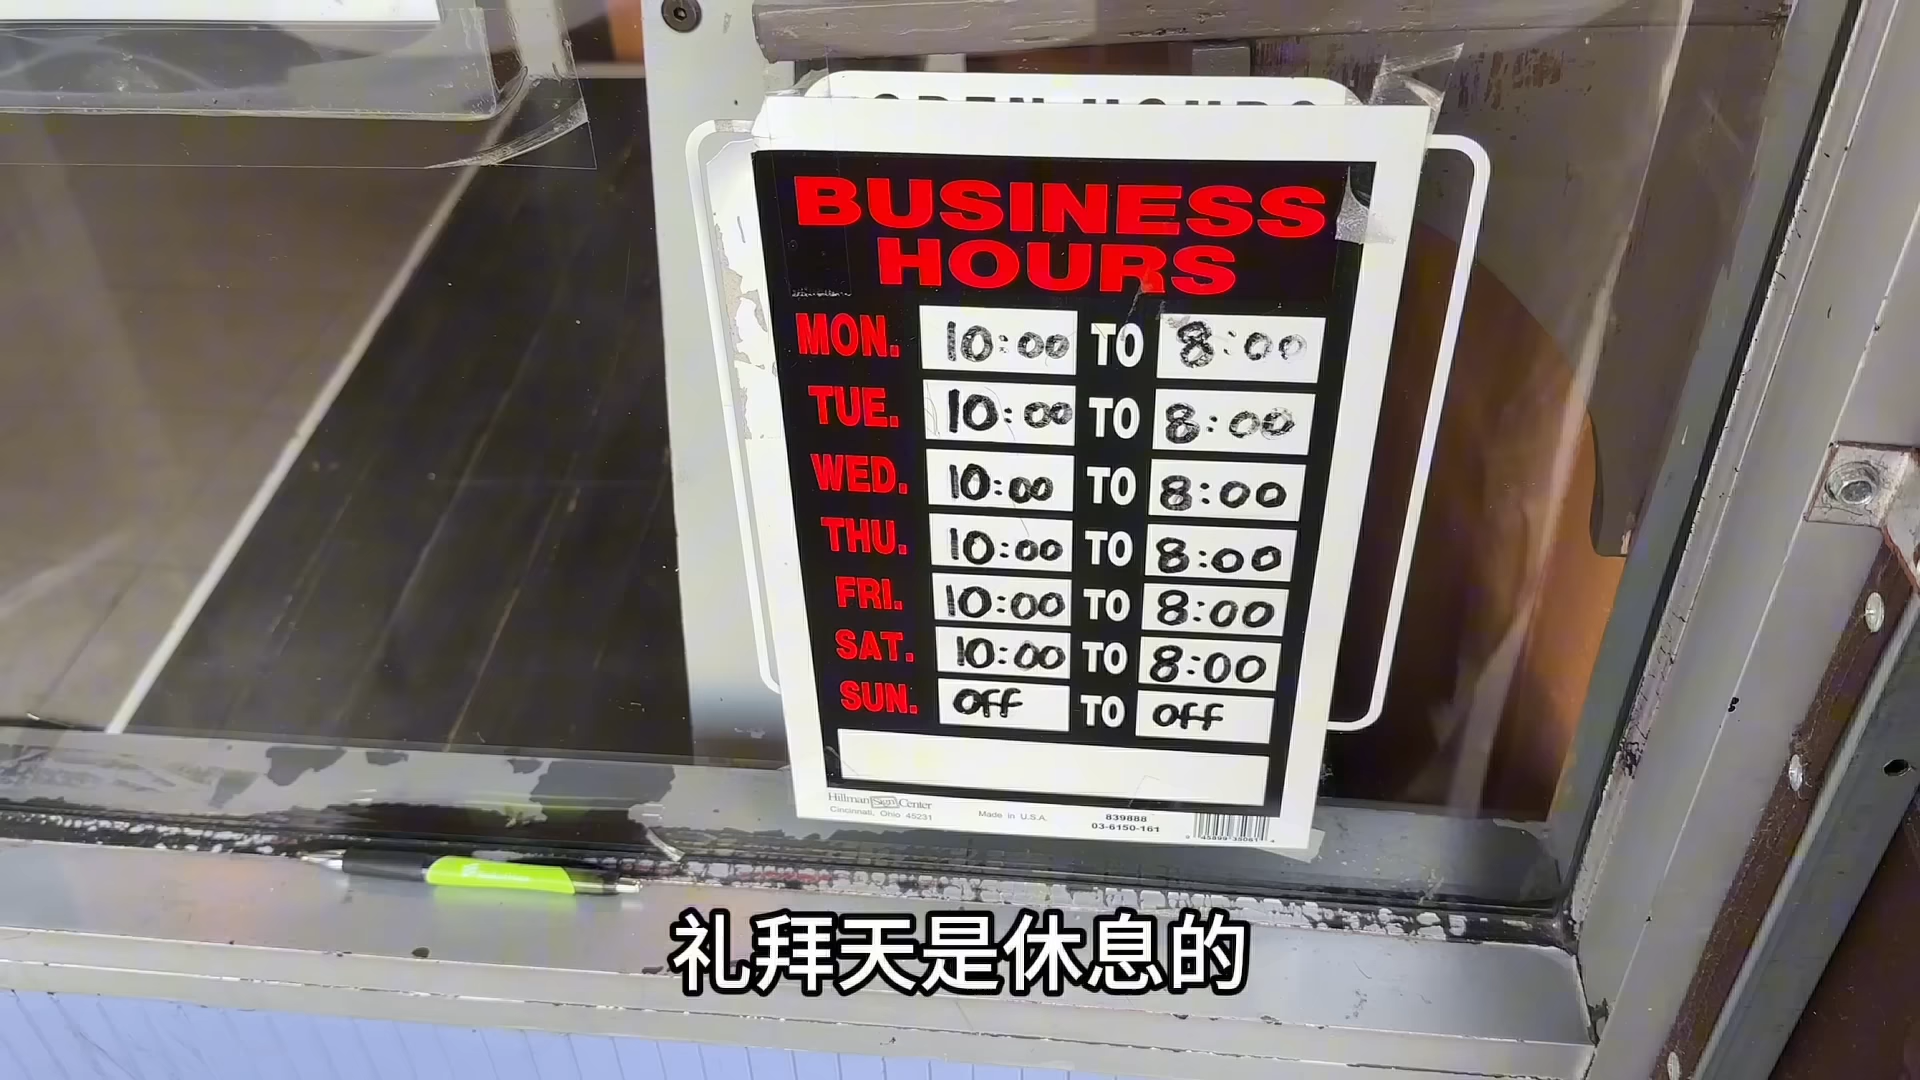 OPEN HOURS
BUSINESS
HOURS
MON. 10:00 TO 8:00
TUE. 10:00 TO 8:00
WED. 10:00 TO 8:00
THU. 10:00 TO 8:00
FRI. 10:00 TO 8:00
SAT. 10:00 TO 8:00
SUN. Off TO Off
Hillman Sign Center
Cincinnati, Ohio 45231
Made in U.S.A.
839888
03-6150-161
礼拜天是休息的